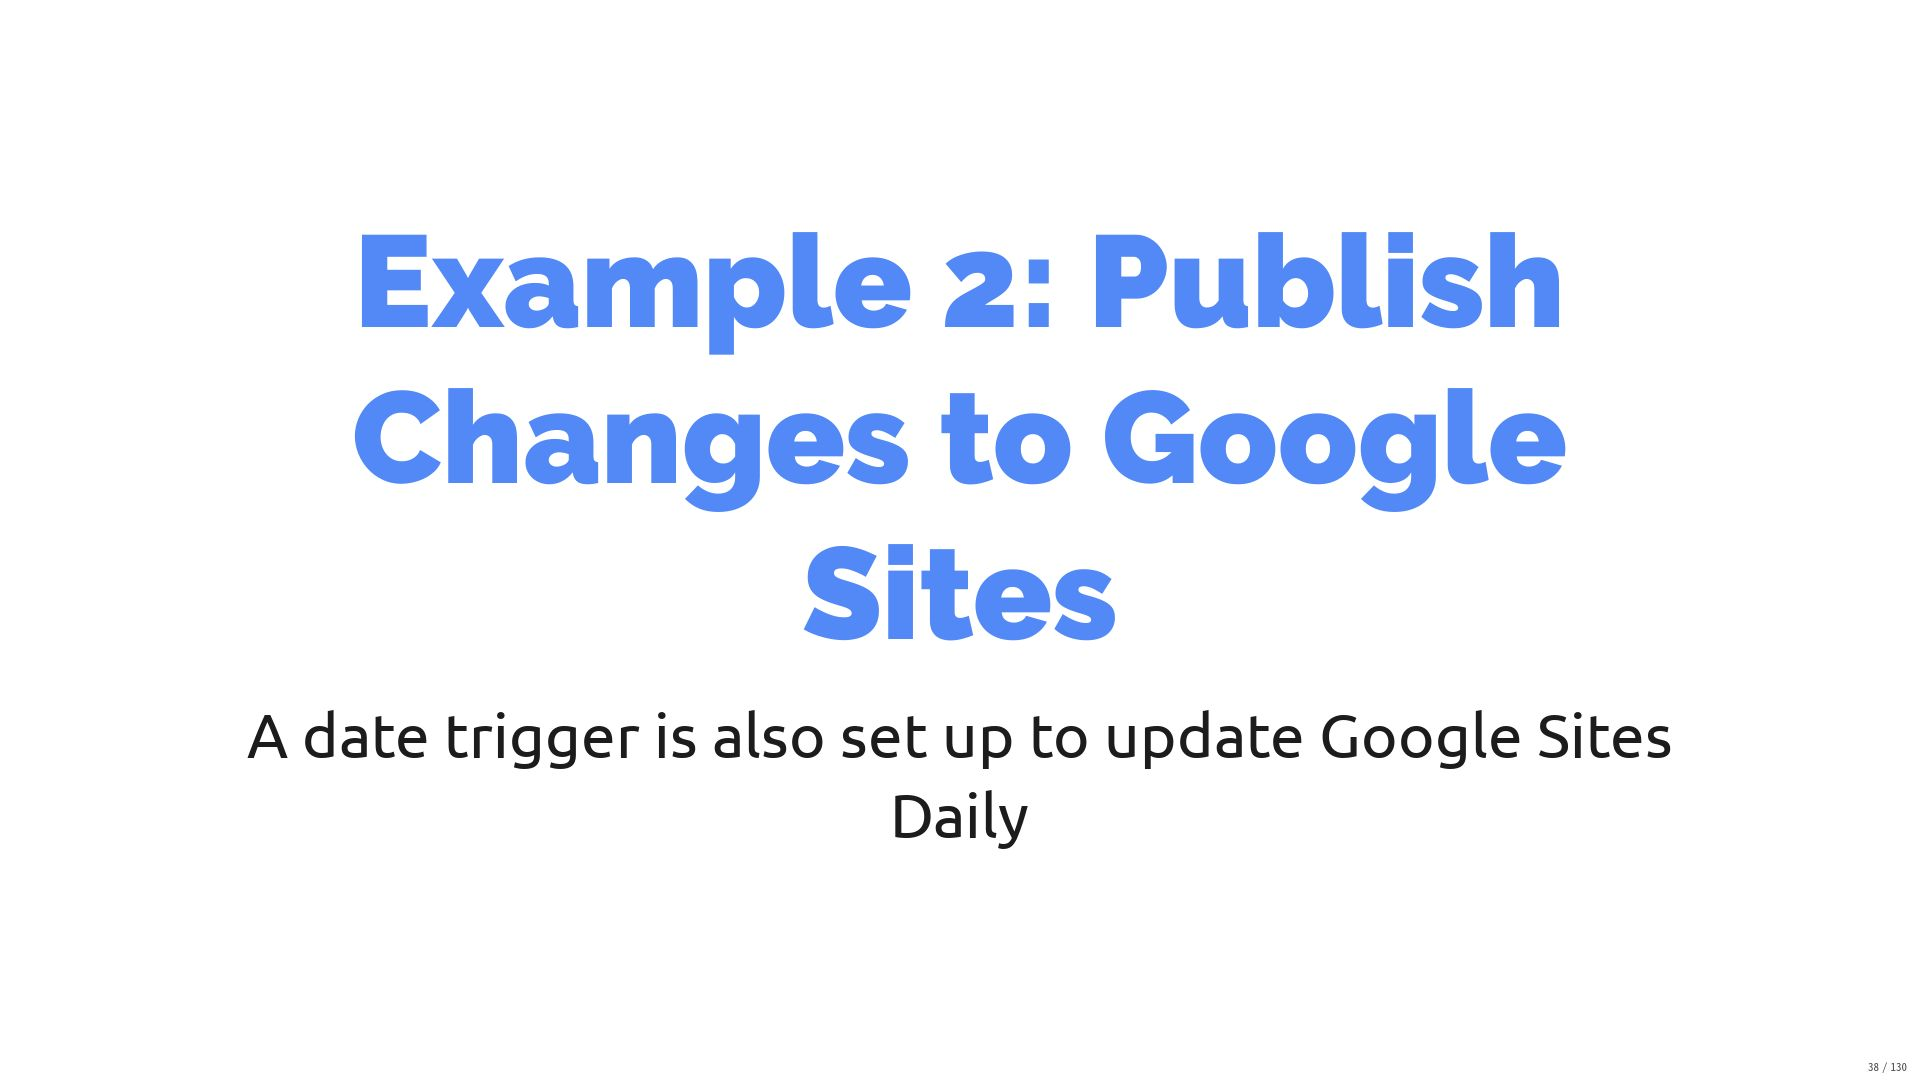 Example 2: Publish
Changes to Google
Sites
A date trigger is also set up to update Google Sites
Daily
38 / 130